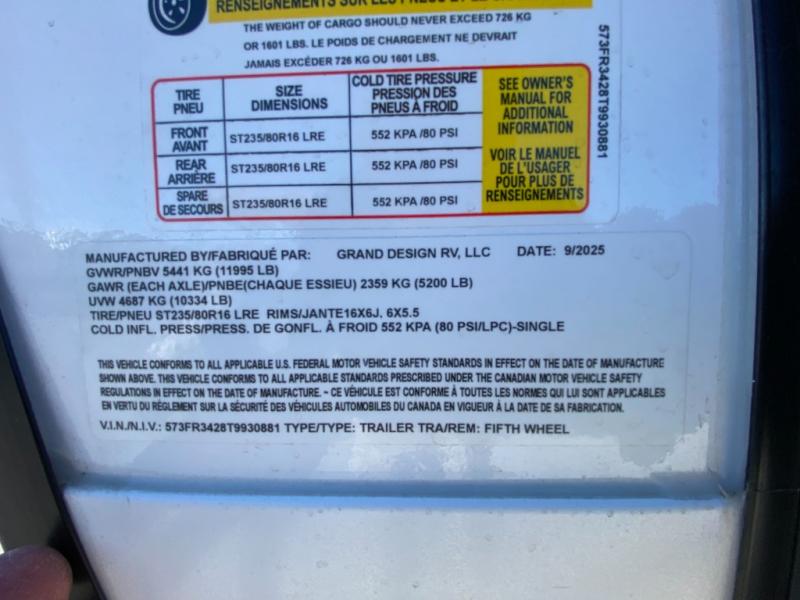 RENSEIGNEMENTS SUR LES PNEUS ET LE
THE WEIGHT OF CARGO SHOULD NEVER EXCEED 726 KG
OR 1601 LBS. LE POIDS DE CHARGEMENT NE DEVRAIT
JAMAIS EXCÉDER 726 KG OU 1601 LBS.
TIRE PNEU SIZE DIMENSIONS COLD TIRE PRESSURE PRESSION DES PNEUS À FROID
FRONT AVANT ST235/80R16 LRE 552 KPA /80 PSI
REAR ARRIÈRE ST235/80R16 LRE 552 KPA /80 PSI
SPARE DE SECOURS ST235/80R16 LRE 552 KPA /80 PSI
SEE OWNER'S
MANUAL FOR
ADDITIONAL
INFORMATION
VOIR LE MANUEL
DE L'USAGER
POUR PLUS DE
RENSEIGNEMENTS
573FR3428T9930881
MANUFACTURED BY/FABRIQUÉ PAR: GRAND DESIGN RV, LLC DATE: 9/2025
GVWR/PNBV 5441 KG (11995 LB)
GAWR (EACH AXLE)/PNBE(CHAQUE ESSIEU) 2359 KG (5200 LB)
UVW 4687 KG (10334 LB)
TIRE/PNEU ST235/80R16 LRE RIMS/JANTE16X6J, 6X5.5
COLD INFL. PRESS/PRESS. DE GONFL. À FROID 552 KPA (80 PSI/LPC)-SINGLE
THIS VEHICLE CONFORMS TO ALL APPLICABLE U.S. FEDERAL MOTOR VEHICLE SAFETY STANDARDS IN EFFECT ON THE DATE OF MANUFACTURE
SHOWN ABOVE. THIS VEHICLE CONFORMS TO ALL APPLICABLE STANDARDS PRESCRIBED UNDER THE CANADIAN MOTOR VEHICLE SAFETY
REGULATIONS IN EFFECT ON THE DATE OF MANUFACTURE. - CE VÉHICULE EST CONFORME À TOUTES LES NORMES QUI LUI SONT APPLICABLES
EN VERTU DU RÈGLEMENT SUR LA SÉCURITÉ DES VÉHICULES AUTOMOBILES DU CANADA EN VIGUEUR À LA DATE DE SA FABRICATION.
V.I.N./N.I.V.: 573FR3428T9930881 TYPE/TYPE: TRAILER TRA/REM: FIFTH WHEEL